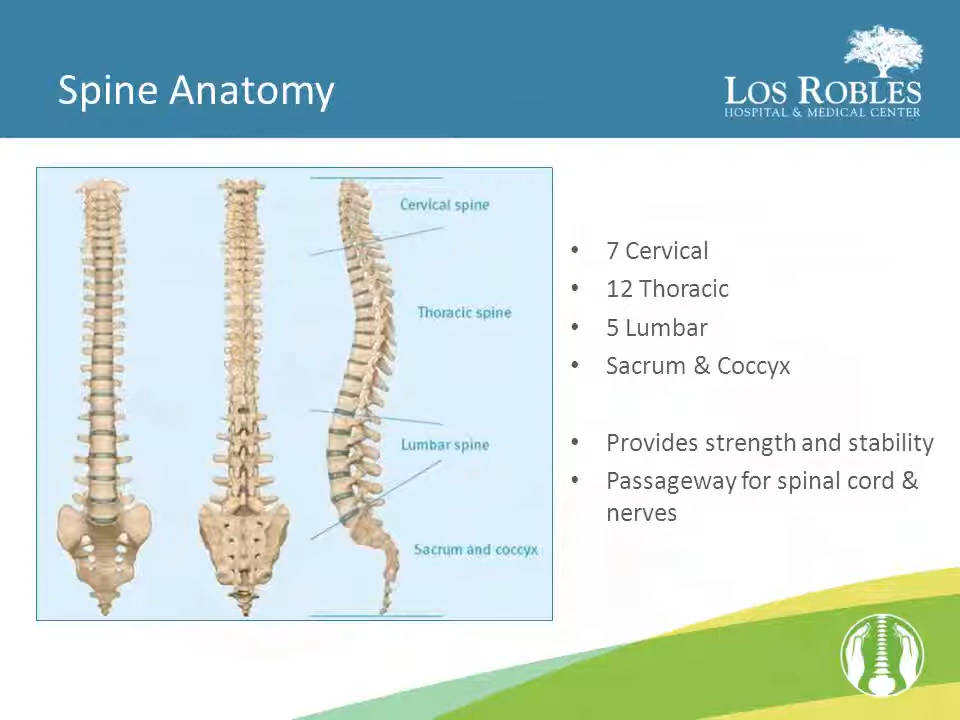 Spine Anatomy
LOS ROBLES
HOSPITAL & MEDICAL CENTER
Cervical spine
Thoracic spine
Lumbar spine
Sacrum and coccyx
• 7 Cervical
• 12 Thoracic
• 5 Lumbar
• Sacrum & Coccyx
• Provides strength and stability
• Passageway for spinal cord &
nerves